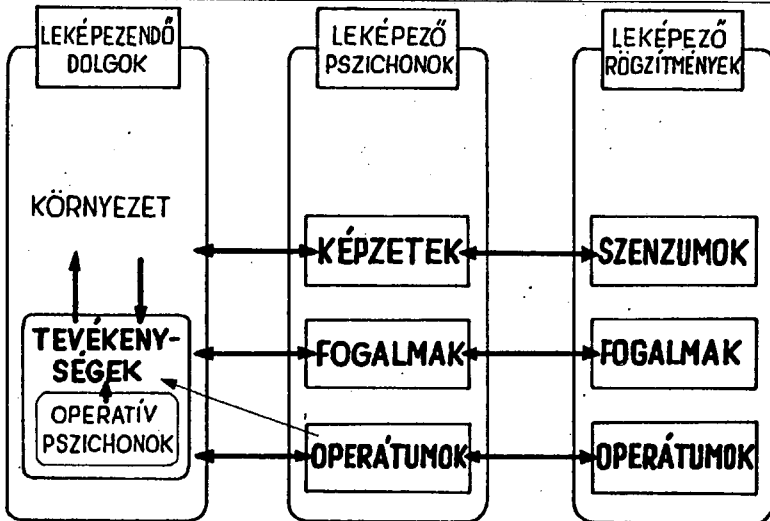 LEKÉPEZENDŐ
DOLGOK
KÖRNYEZET
TEVÉKENY-
SÉGEK
OPERATÍV
PSZICHONOK
LEKÉPEZŐ
PSZICHONOK
KÉPZETEK
FOGALMAK
OPERÁTUMOK
LEKÉPEZŐ
RÖGZÍTMÉNYEK
SZENZUMOK
FOGALMAK
OPERÁTUMOK